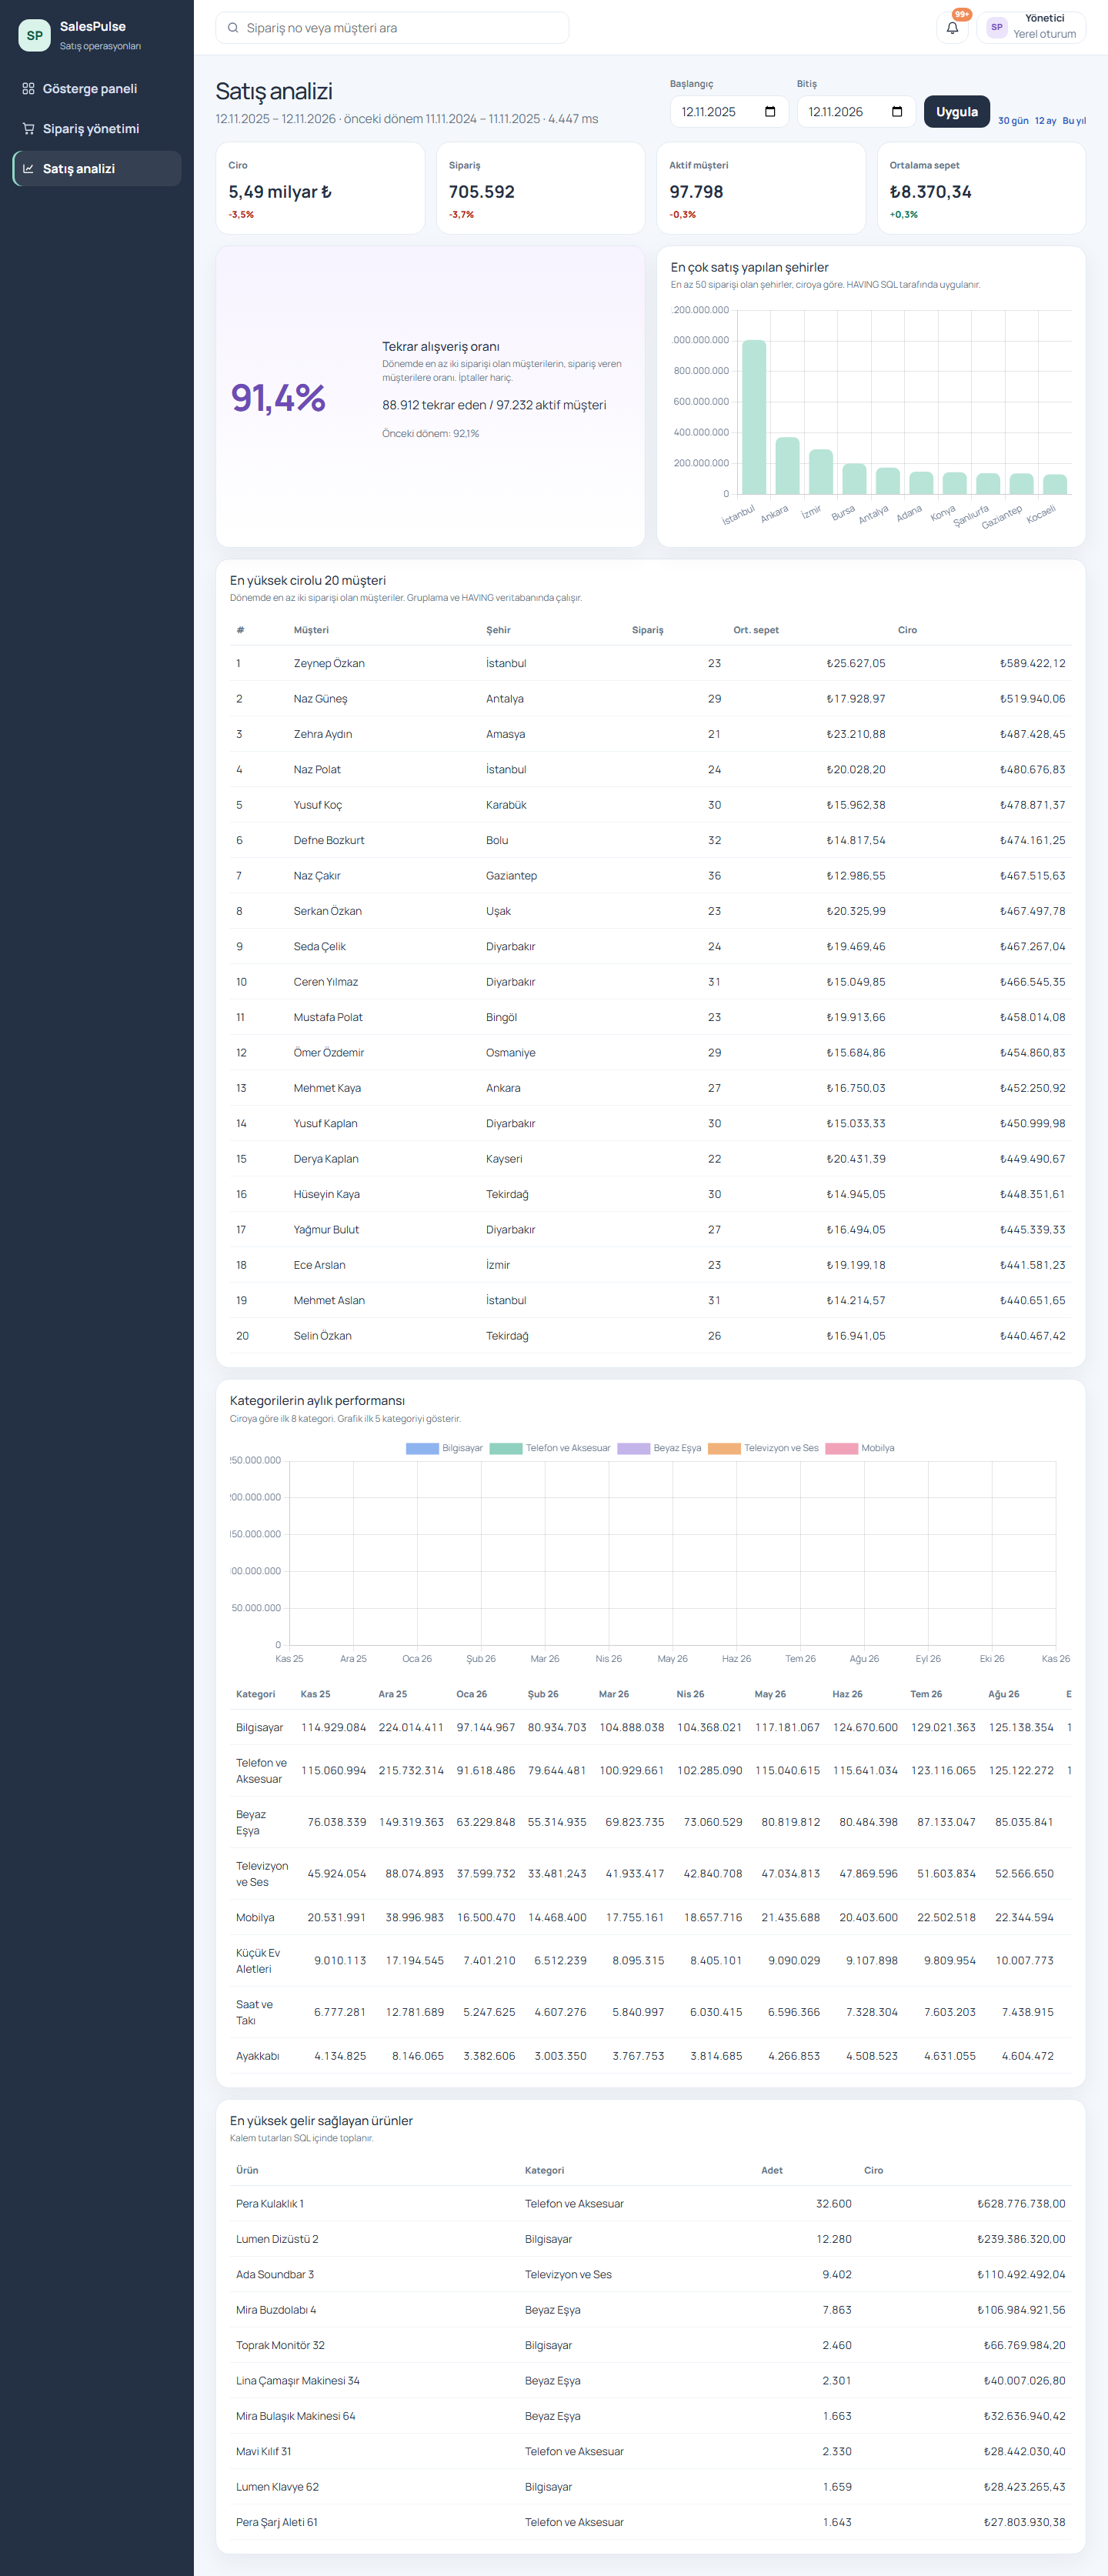 SP
SalesPulse
Satış operasyonları
Gösterge paneli
Sipariş yönetimi
Satış analizi
Sipariş no veya müşteri ara
99+
SP
Yönetici
Yerel oturum
Satış analizi
12.11.2025 – 12.11.2026 · önceki dönem 11.11.2024 – 11.11.2025 · 4.447 ms
Başlangıç
12.11.2025
Bitiş
12.11.2026
Uygula
30 gün 12 ay Bu yıl
Ciro
5,49 milyar ₺
-3,5%
Sipariş
705.592
-3,7%
Aktif müşteri
97.798
-0,3%
Ortalama sepet
₺8.370,34
+0,3%
91,4%
Tekrar alışveriş oranı
Dönemde en az iki siparişi olan müşterilerin, sipariş veren
müşterilere oranı. İptaller hariç.
88.912 tekrar eden / 97.232 aktif müşteri
Önceki dönem: 92,1%
En çok satış yapılan şehirler
En az 50 siparişi olan şehirler, ciroya göre. HAVING SQL tarafında uygulanır.
.200.000.000
.000.000.000
800.000.000
600.000.000
400.000.000
200.000.000
0
İstanbul Ankara İzmir Bursa Antalya Adana Konya Şanlıurfa Gaziantep Kocaeli
En yüksek cirolu 20 müşteri
Dönemde en az iki siparişi olan müşteriler. Gruplama ve HAVING veritabanında çalışır.
# Müşteri Şehir Sipariş Ort. sepet Ciro
1 Zeynep Özkan İstanbul 23 ₺25.627,05 ₺589.422,12
2 Naz Güneş Antalya 29 ₺17.928,97 ₺519.940,06
3 Zehra Aydın Amasya 21 ₺23.210,88 ₺487.428,45
4 Naz Polat İstanbul 24 ₺20.028,20 ₺480.676,83
5 Yusuf Koç Karabük 30 ₺15.962,38 ₺478.871,37
6 Defne Bozkurt Bolu 32 ₺14.817,54 ₺474.161,25
7 Naz Çakır Gaziantep 36 ₺12.986,55 ₺467.515,63
8 Serkan Özkan Uşak 23 ₺20.325,99 ₺467.497,78
9 Seda Çelik Diyarbakır 24 ₺19.469,46 ₺467.267,04
10 Ceren Yılmaz Diyarbakır 31 ₺15.049,85 ₺466.545,35
11 Mustafa Polat Bingöl 23 ₺19.913,66 ₺458.014,08
12 Ömer Özdemir Osmaniye 29 ₺15.684,86 ₺454.860,83
13 Mehmet Kaya Ankara 27 ₺16.750,03 ₺452.250,92
14 Yusuf Kaplan Diyarbakır 30 ₺15.033,33 ₺450.999,98
15 Derya Kaplan Kayseri 22 ₺20.431,39 ₺449.490,67
16 Hüseyin Kaya Tekirdağ 30 ₺14.945,05 ₺448.351,61
17 Yağmur Bulut Diyarbakır 27 ₺16.494,05 ₺445.339,33
18 Ece Arslan İzmir 23 ₺19.199,18 ₺441.581,23
19 Mehmet Aslan İstanbul 31 ₺14.214,57 ₺440.651,65
20 Selin Özkan Tekirdağ 26 ₺16.941,05 ₺440.467,42
Kategorilerin aylık performansı
Ciroya göre ilk 8 kategori. Grafik ilk 5 kategoriyi gösterir.
Bilgisayar Telefon ve Aksesuar Beyaz Eşya Televizyon ve Ses Mobilya
50.000.000
00.000.000
50.000.000
00.000.000
50.000.000
0
Kas 25 Ara 25 Oca 26 Şub 26 Mar 26 Nis 26 May 26 Haz 26 Tem 26 Ağu 26 Eyl 26 Eki 26 Kas 26
Kategori Kas 25 Ara 25 Oca 26 Şub 26 Mar 26 Nis 26 May 26 Haz 26 Tem 26 Ağu 26 E
Bilgisayar 114.929.084 224.014.411 97.144.967 80.934.703 104.888.038 104.368.021 117.181.067 124.670.600 129.021.363 125.138.354 1
Telefon ve
Aksesuar 115.060.994 215.732.314 91.618.486 79.644.481 100.929.661 102.285.090 115.040.615 115.641.034 123.116.065 125.122.272 1
Beyaz
Eşya 76.038.339 149.319.363 63.229.848 55.314.935 69.823.735 73.060.529 80.819.812 80.484.398 87.133.047 85.035.841
Televizyon
ve Ses 45.924.054 88.074.893 37.599.732 33.481.243 41.933.417 42.840.708 47.034.813 47.869.596 51.603.834 52.566.650
Mobilya 20.531.991 38.996.983 16.500.470 14.468.400 17.755.161 18.657.716 21.435.688 20.403.600 22.502.518 22.344.594
Küçük Ev
Aletleri 9.010.113 17.194.545 7.401.210 6.512.239 8.095.315 8.405.101 9.090.029 9.107.898 9.809.954 10.007.773
Saat ve
Takı 6.777.281 12.781.689 5.247.625 4.607.276 5.840.997 6.030.415 6.596.366 7.328.304 7.603.203 7.438.915
Ayakkabı 4.134.825 8.146.065 3.382.606 3.003.350 3.767.753 3.814.685 4.266.853 4.508.523 4.631.055 4.604.472
En yüksek gelir sağlayan ürünler
Kalem tutarları SQL içinde toplanır.
Ürün Kategori Adet Ciro
Pera Kulaklık 1 Telefon ve Aksesuar 32.600 ₺628.776.738,00
Lumen Dizüstü 2 Bilgisayar 12.280 ₺239.386.320,00
Ada Soundbar 3 Televizyon ve Ses 9.402 ₺110.492.492,04
Mira Buzdolabı 4 Beyaz Eşya 7.863 ₺106.984.921,56
Toprak Monitör 32 Bilgisayar 2.460 ₺66.769.984,20
Lina Çamaşır Makinesi 34 Beyaz Eşya 2.301 ₺40.007.026,80
Mira Bulaşık Makinesi 64 Beyaz Eşya 1.663 ₺32.636.940,42
Mavi Kılıf 31 Telefon ve Aksesuar 2.330 ₺28.442.030,40
Lumen Klavye 62 Bilgisayar 1.659 ₺28.423.265,43
Pera Şarj Aleti 61 Telefon ve Aksesuar 1.643 ₺27.803.930,38